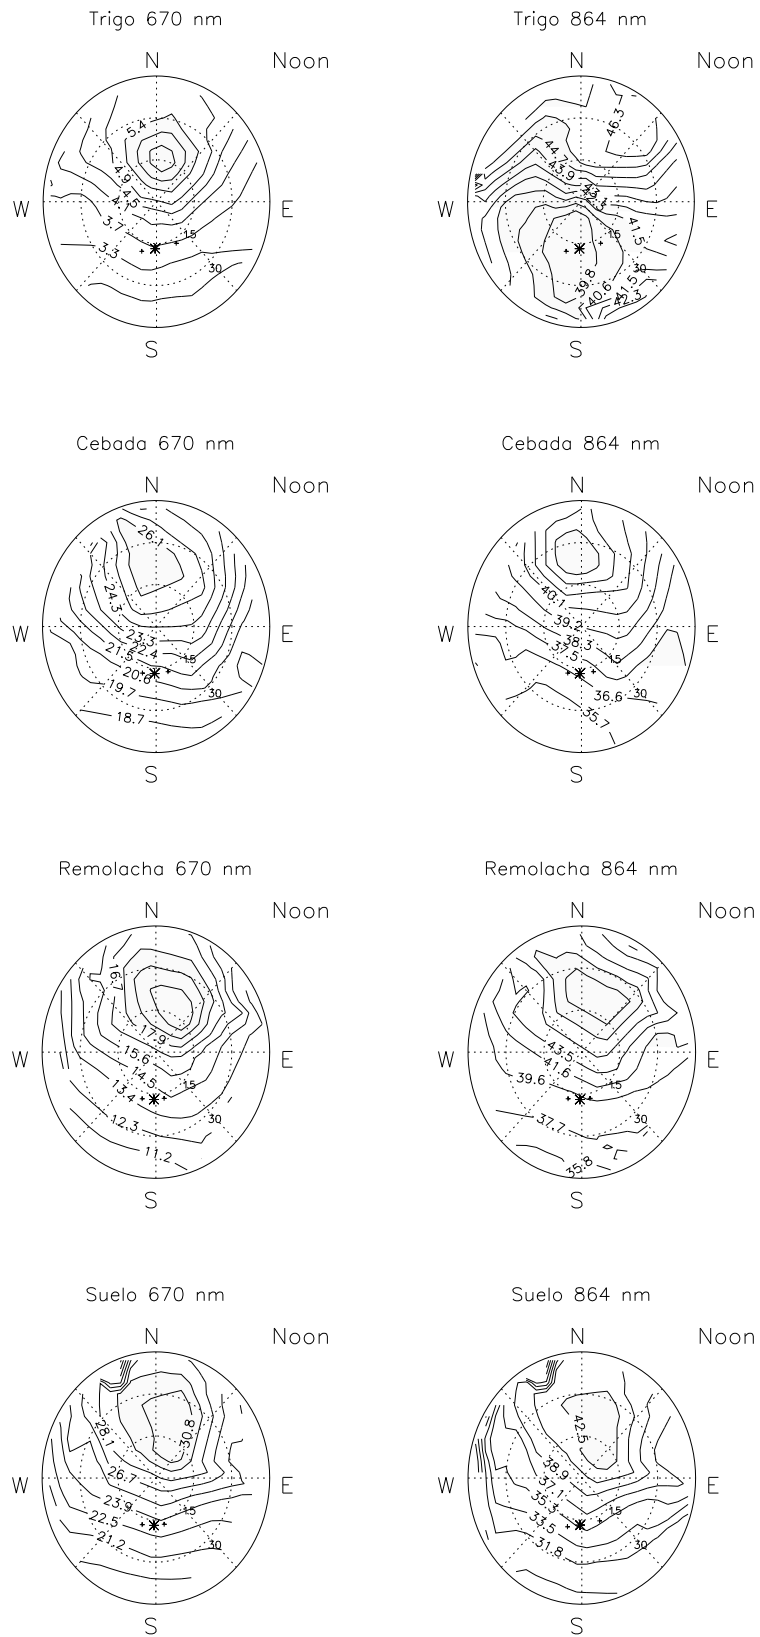 Trigo 670 nm
Trigo 864 nm
N
Noon
N
Noon
5.4
46.3
4.9
44.7
43.9
4.5
W
E
W
E
3.7
41.5
15
15
3.3
30
39.8
30
40.6
41.5
42.3
S
S
Cebada 670 nm
Cebada 864 nm
N
Noon
N
Noon
26.1
24.3
40.1
39.2
W
23.3
E
W
38.3
E
22.4
37.5
21.5
15
15
20.6
19.7
30
36.6
30
18.7
35.7
S
S
Remolacha 670 nm
Remolacha 864 nm
N
Noon
N
Noon
16.7
17.9
W
15.6
E
W
43.5
E
41.6
14.5
39.6
13.4
15
15
12.3
30
37.7
30
11.2
35.8
S
S
Suelo 670 nm
Suelo 864 nm
N
Noon
N
Noon
28.1
30.8
42.5
26.7
38.9
W
E
W
37.1
E
23.9
35.3
22.5
15
33.5
15
21.2
30
31.8
30
S
S